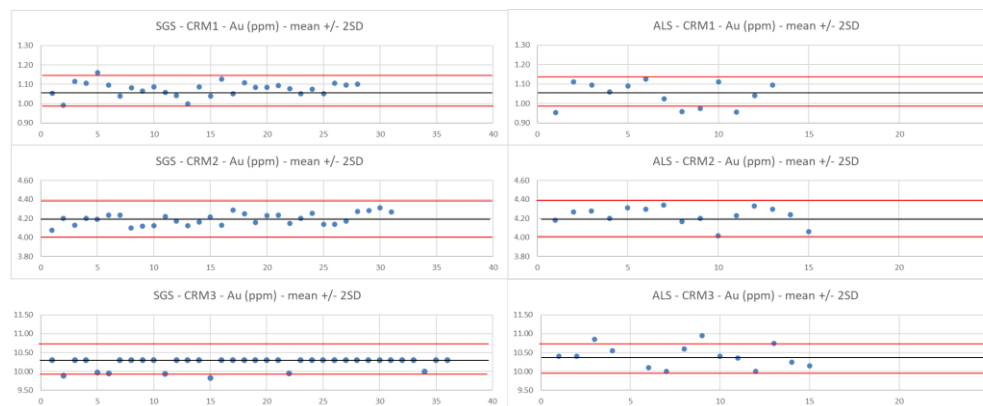 SGS - CRM1 - Au (ppm) - mean +/- 2SD
1.30
1.20
1.10
1.00
0.90
0 5 10 15 20 25 30 35 40
ALS - CRM1 - Au (ppm) - mean +/- 2SD
1.30
1.20
1.10
1.00
0.90
0 5 10 15 20
SGS - CRM2 - Au (ppm) - mean +/- 2SD
4.60
4.40
4.20
4.00
3.80
0 5 10 15 20 25 30 35 40
ALS - CRM2 - Au (ppm) - mean +/- 2SD
4.60
4.40
4.20
4.00
3.80
0 5 10 15 20
SGS - CRM3 - Au (ppm) - mean +/- 2SD
11.50
11.00
10.50
10.00
9.50
0 5 10 15 20 25 30 35 40
ALS - CRM3 - Au (ppm) - mean +/- 2SD
11.50
11.00
10.50
10.00
9.50
0 5 10 15 20